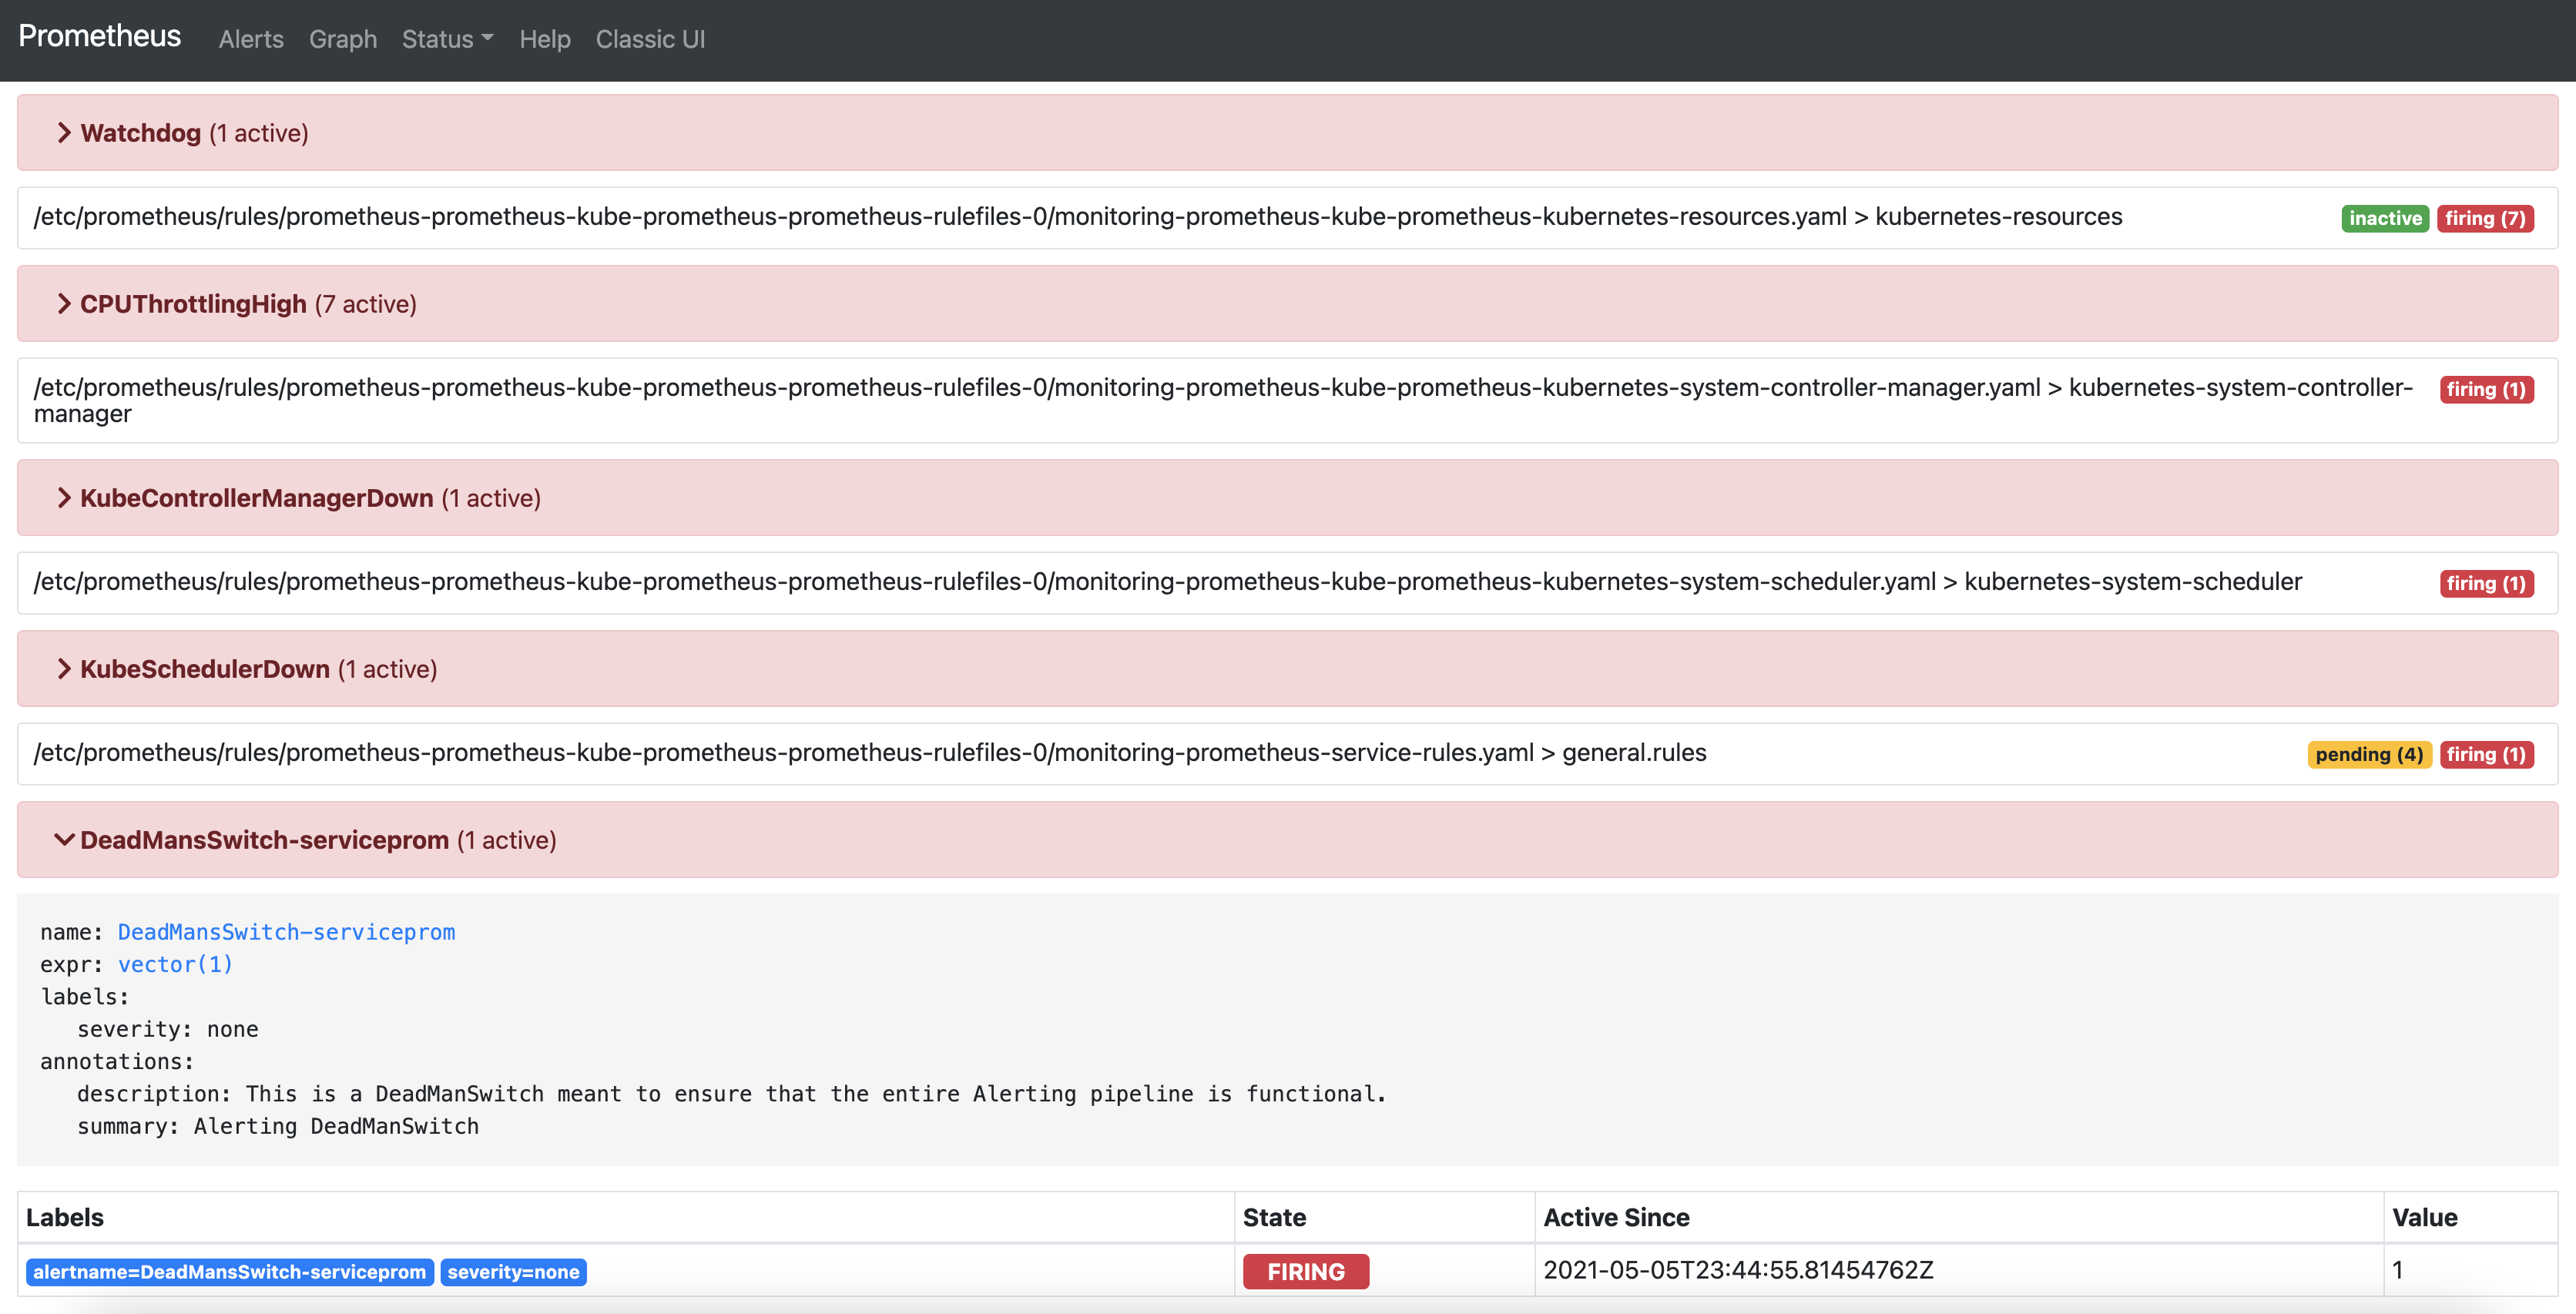 Prometheus Alerts Graph Status Help Classic UI
Watchdog (1 active)
/etc/prometheus/rules/prometheus-prometheus-kube-prometheus-prometheus-rulefiles-0/monitoring-prometheus-kube-prometheus-kubernetes-resources.yaml > kubernetes-resources inactive firing (7)
CPUThrottlingHigh (7 active)
/etc/prometheus/rules/prometheus-prometheus-kube-prometheus-prometheus-rulefiles-0/monitoring-prometheus-kube-prometheus-kubernetes-system-controller-manager.yaml > kubernetes-system-controller- firing (1)
manager
KubeControllerManagerDown (1 active)
/etc/prometheus/rules/prometheus-prometheus-kube-prometheus-prometheus-rulefiles-0/monitoring-prometheus-kube-prometheus-kubernetes-system-scheduler.yaml > kubernetes-system-scheduler firing (1)
KubeSchedulerDown (1 active)
/etc/prometheus/rules/prometheus-prometheus-kube-prometheus-prometheus-rulefiles-0/monitoring-prometheus-service-rules.yaml > general.rules pending (4) firing (1)
DeadMansSwitch-serviceprom (1 active)
name: DeadMansSwitch-serviceprom
expr: vector(1)
labels:
severity: none
annotations:
description: This is a DeadManSwitch meant to ensure that the entire Alerting pipeline is functional.
summary: Alerting DeadManSwitch
Labels State Active Since Value
alertname=DeadMansSwitch-serviceprom severity=none FIRING 2021-05-05T23:44:55.81454762Z 1